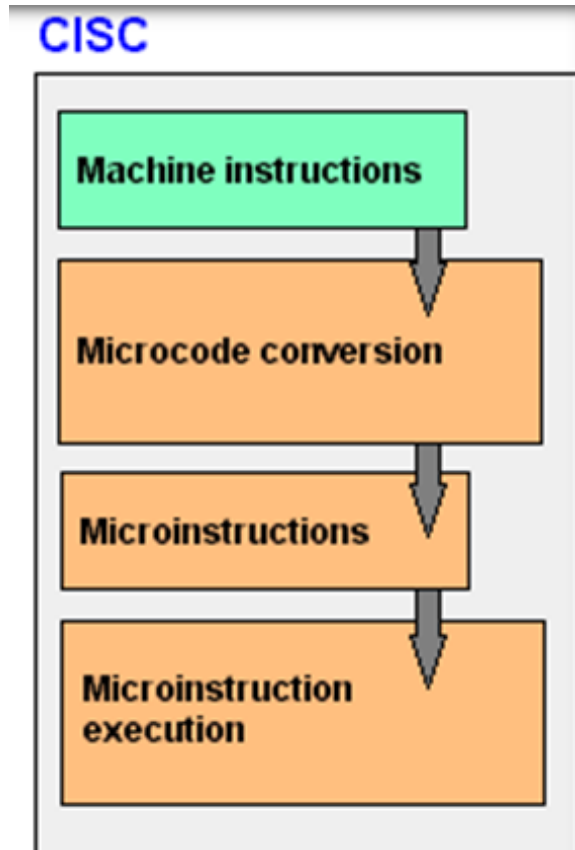 CISC
Machine instructions
Microcode conversion
Microinstructions
Microinstruction
execution